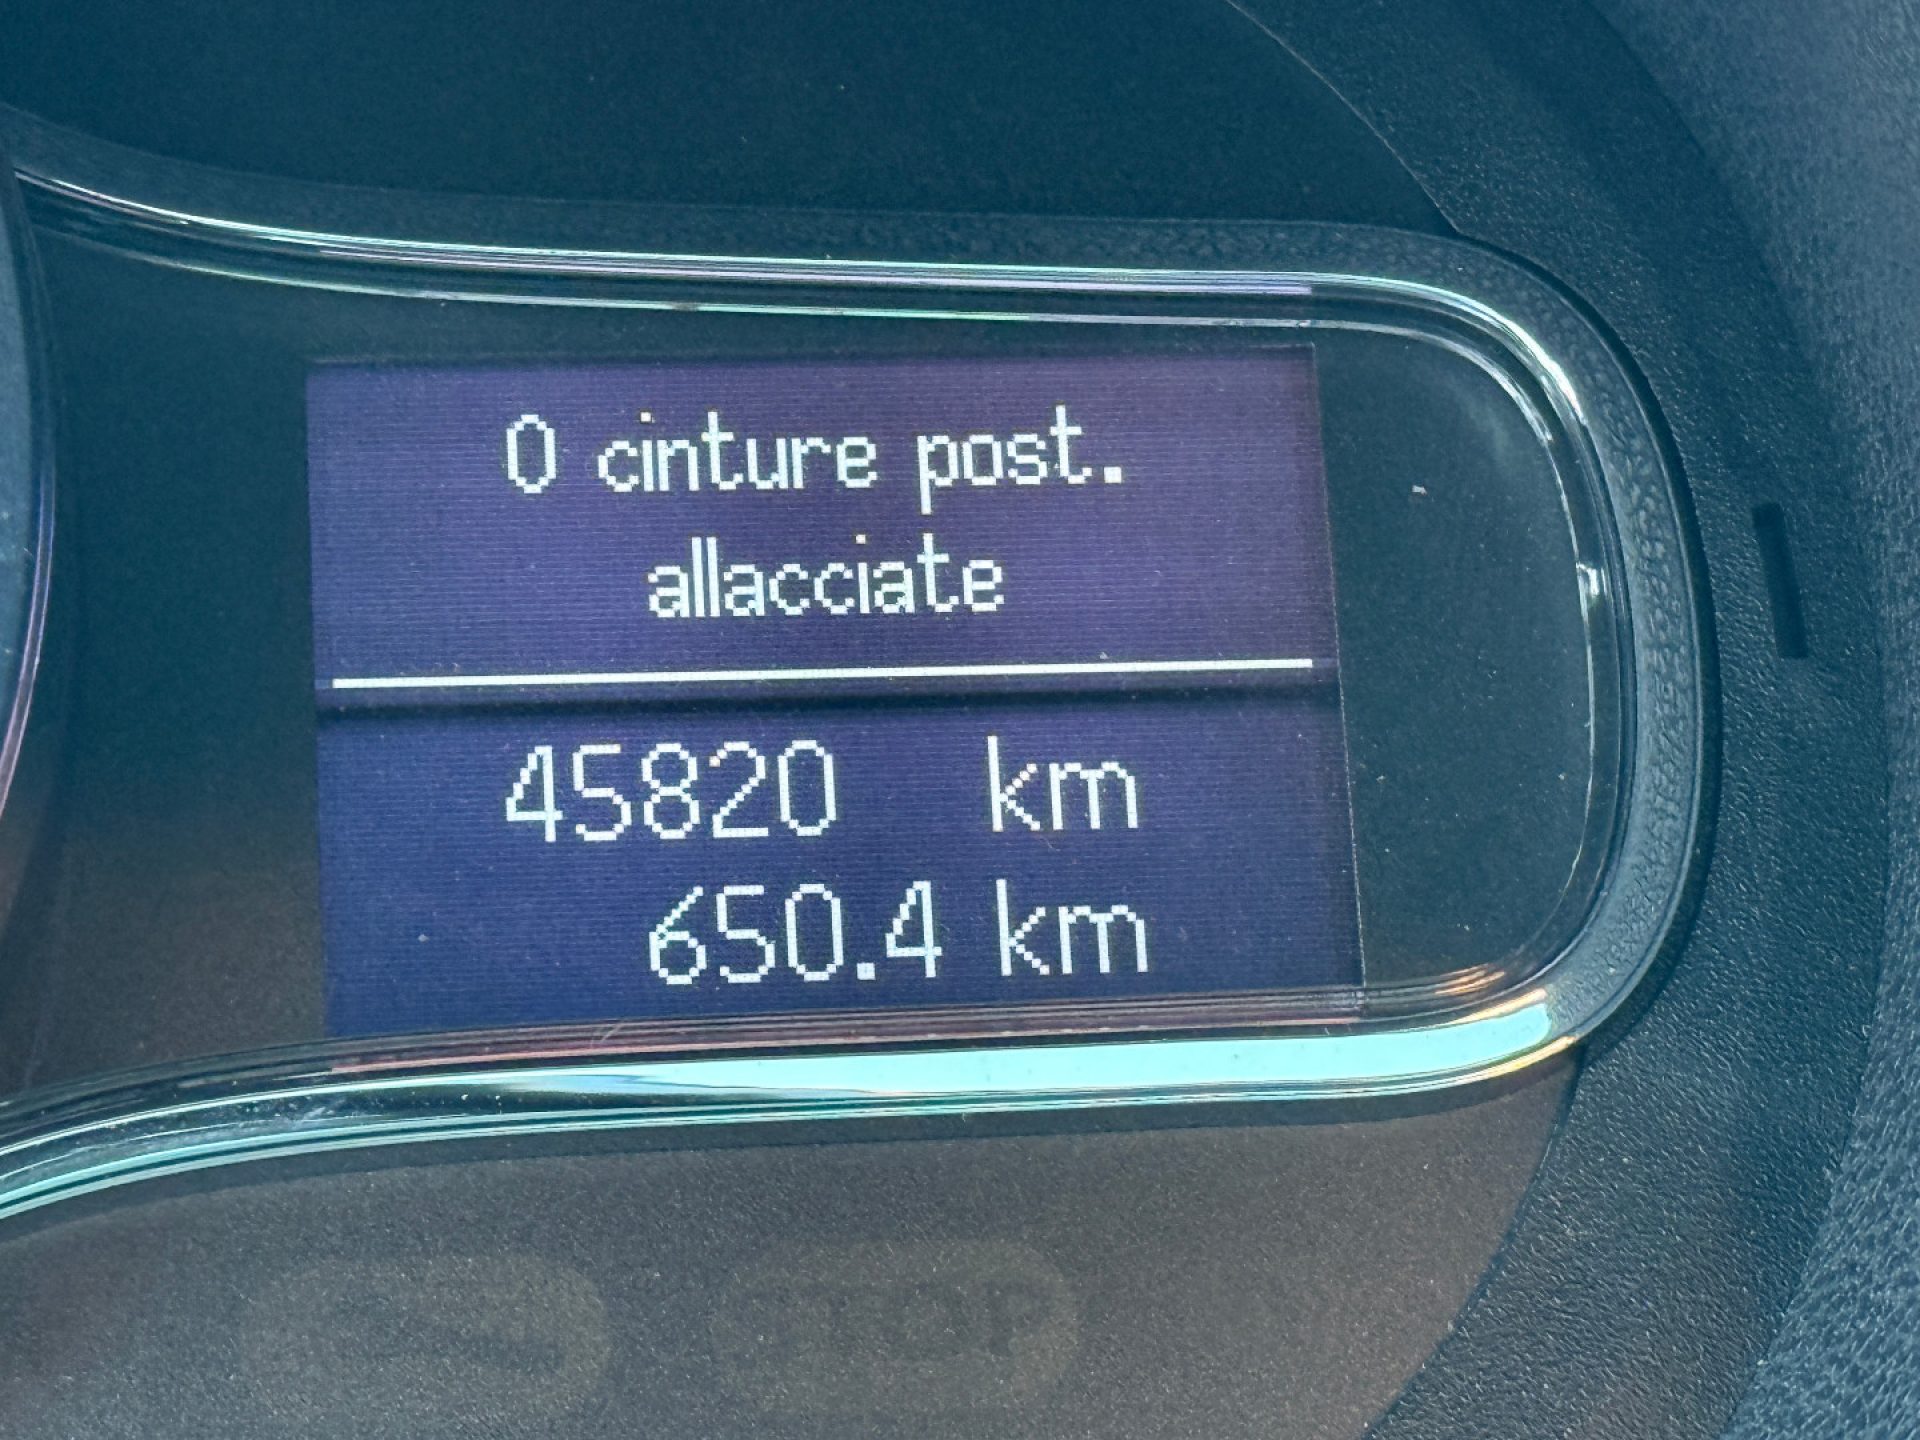 0 cinture post.
allacciate
45820 km
650.4 km